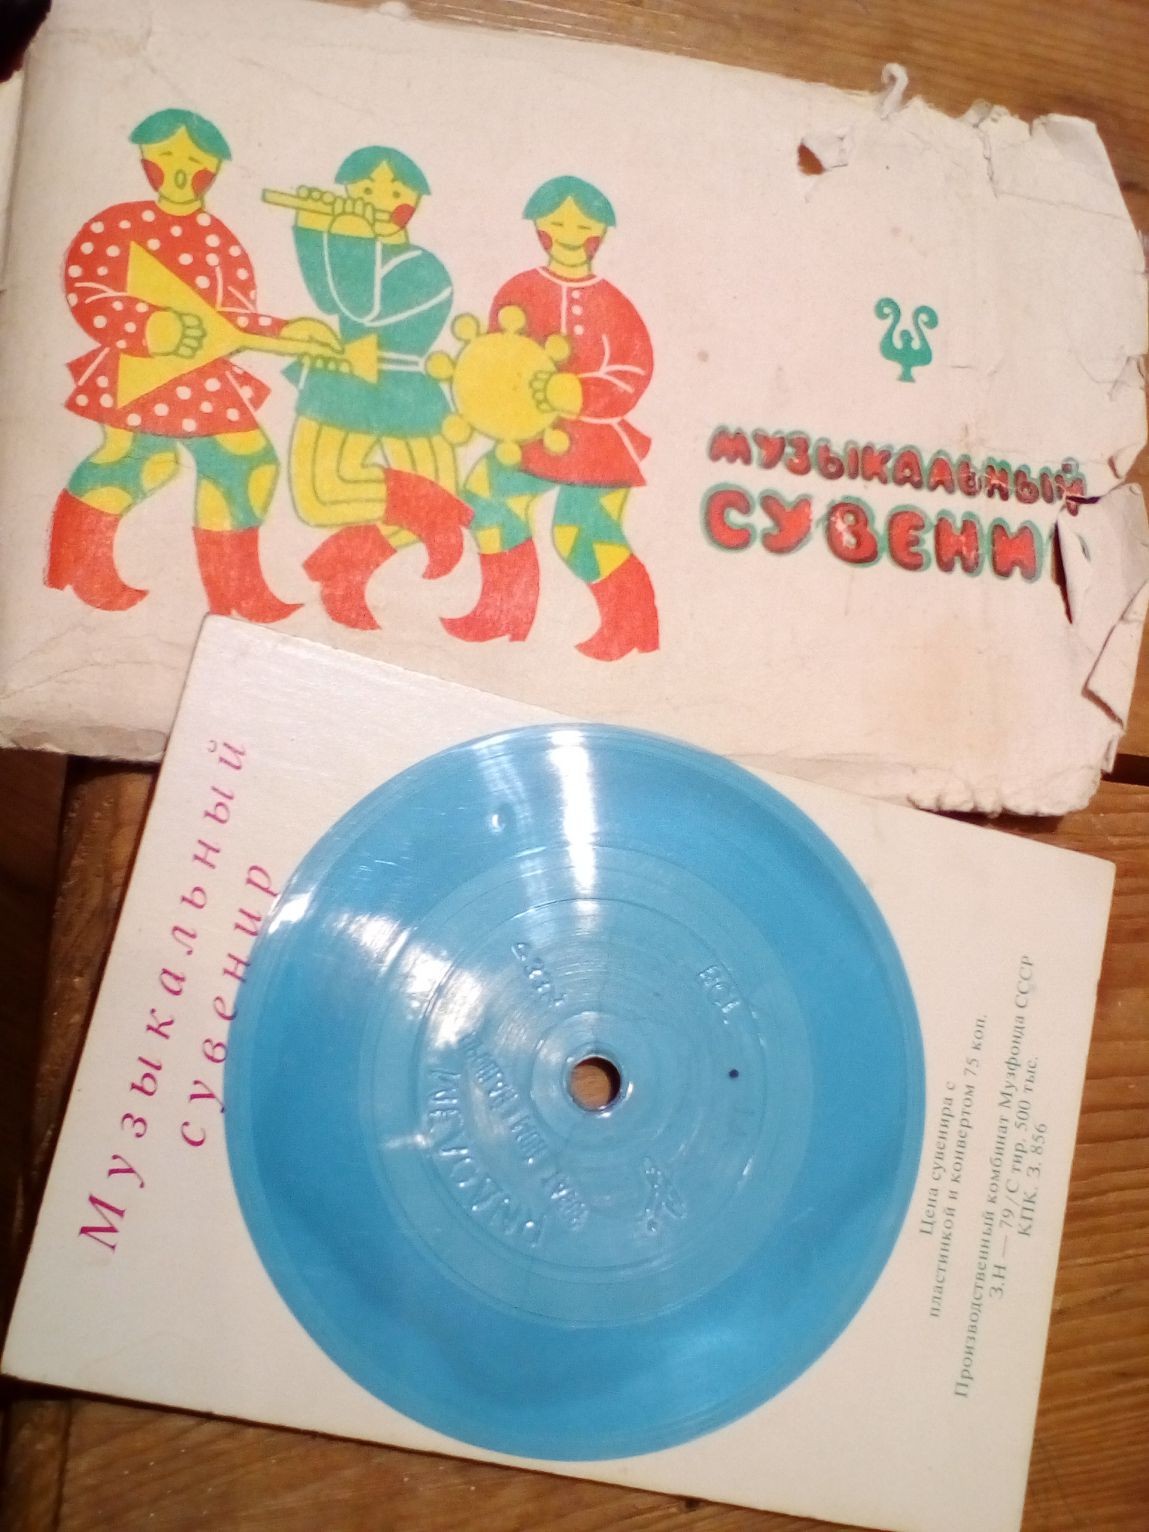 МУЗЫКАЛЬНЫЙ
СУВЕНИ
Музыкальный
сувенир
Цена сувенира с
пластинкой и конвертом 75 коп.
Производственный комбинат Музфонда СССР
З.Н — 79/С тир. 500 тыс.
КПК. З. 856